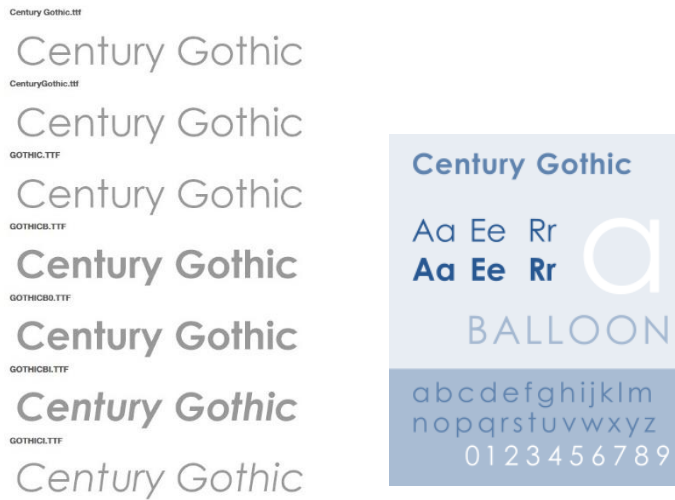 Century Gothic.ttf
Century Gothic
CenturyGothic.ttf
Century Gothic
GOTHIC.TTF
Century Gothic
GOTHICB.TTF
Century Gothic
GOTHICB0.TTF
Century Gothic
GOTHICBI.TTF
Century Gothic
GOTHICI.TTF
Century Gothic
Century Gothic
Aa Ee Rr
Aa Ee Rr
a
BALLOON
abcdefghijklm
nopqrstuvwxyz
0123456789